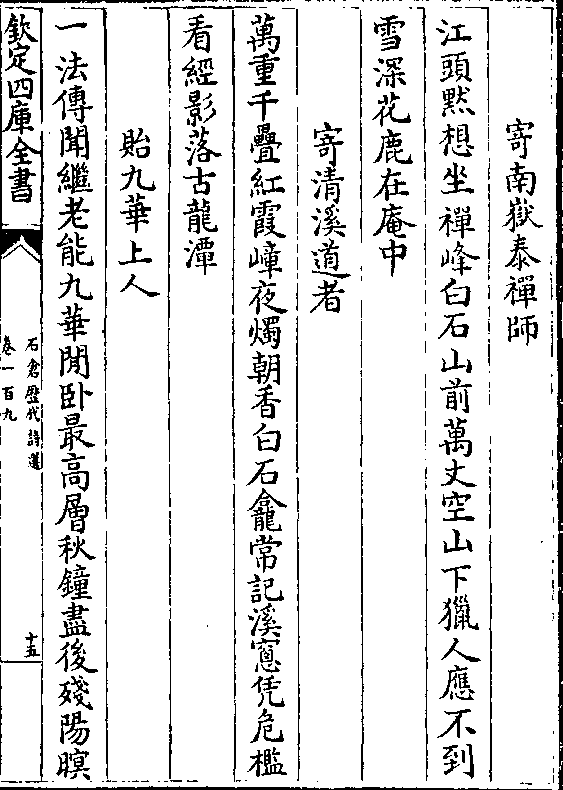 寄南嶽泰禪師
江頭黙想坐禪峰白石山前萬丈空山下獵人應不到
雪深花鹿在庵中
寄清溪道者
萬重千疊紅霞嶂夜燭朝香白石龕常記溪窻凭危檻
看經影落古龍潭
貽九華上人
一法傳聞繼老能九華閒卧最高層秋鐘盡後殘陽暝
欽定四庫全書
石倉歴代詩選
卷一百九
十五